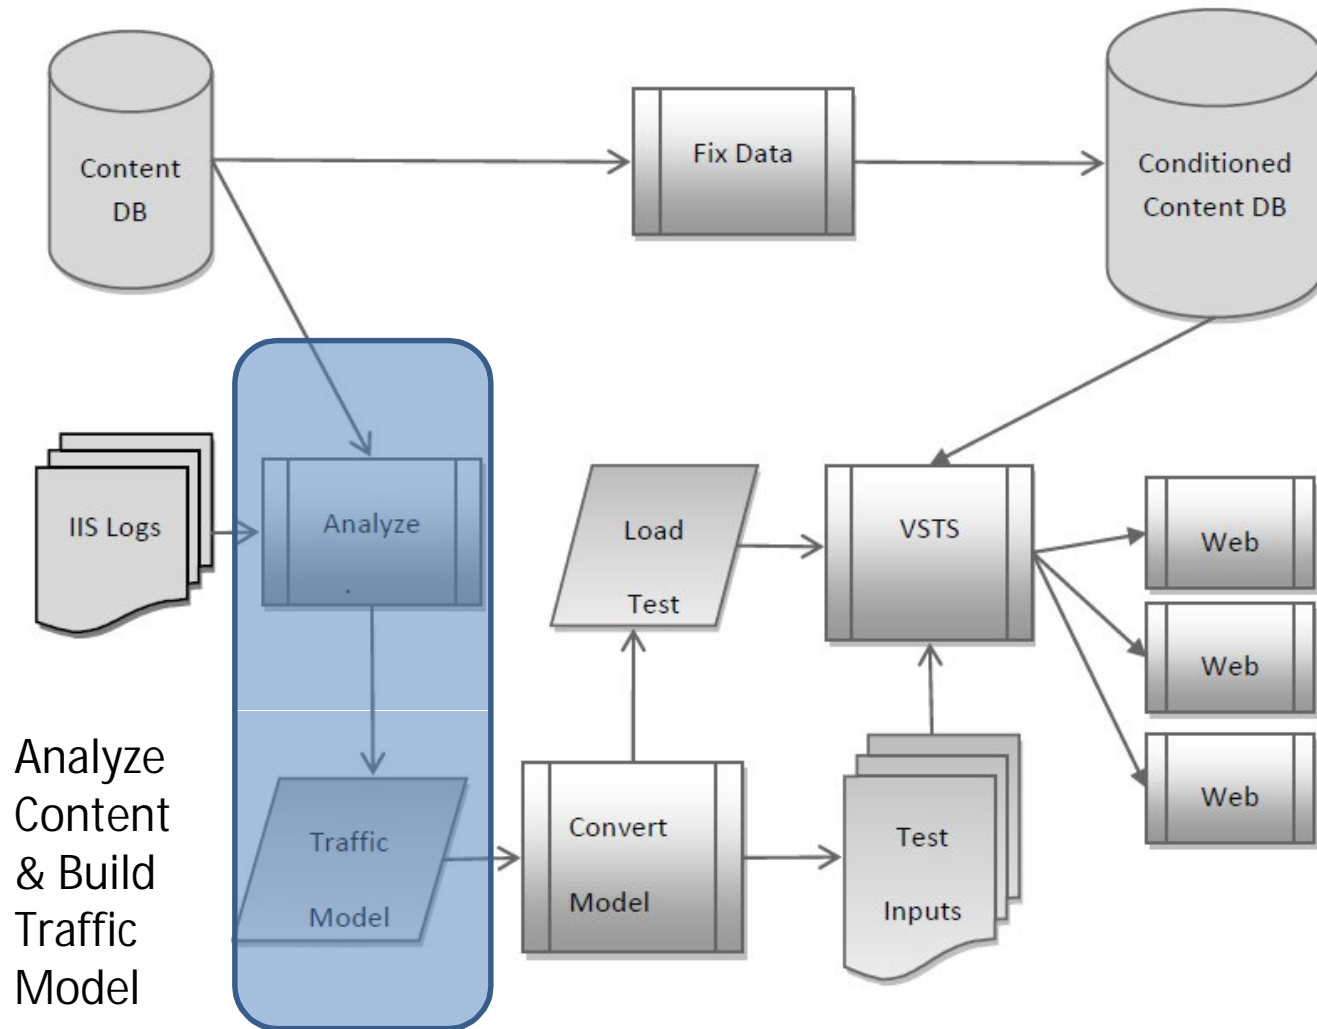 Content
DB
Fix Data
Conditioned
Content DB
IIS Logs
Analyze
.
Load
Test
VSTS
Web
Web
Web
Traffic
Model
Convert
Model
Test
Inputs
Analyze
Content
& Build
Traffic
Model